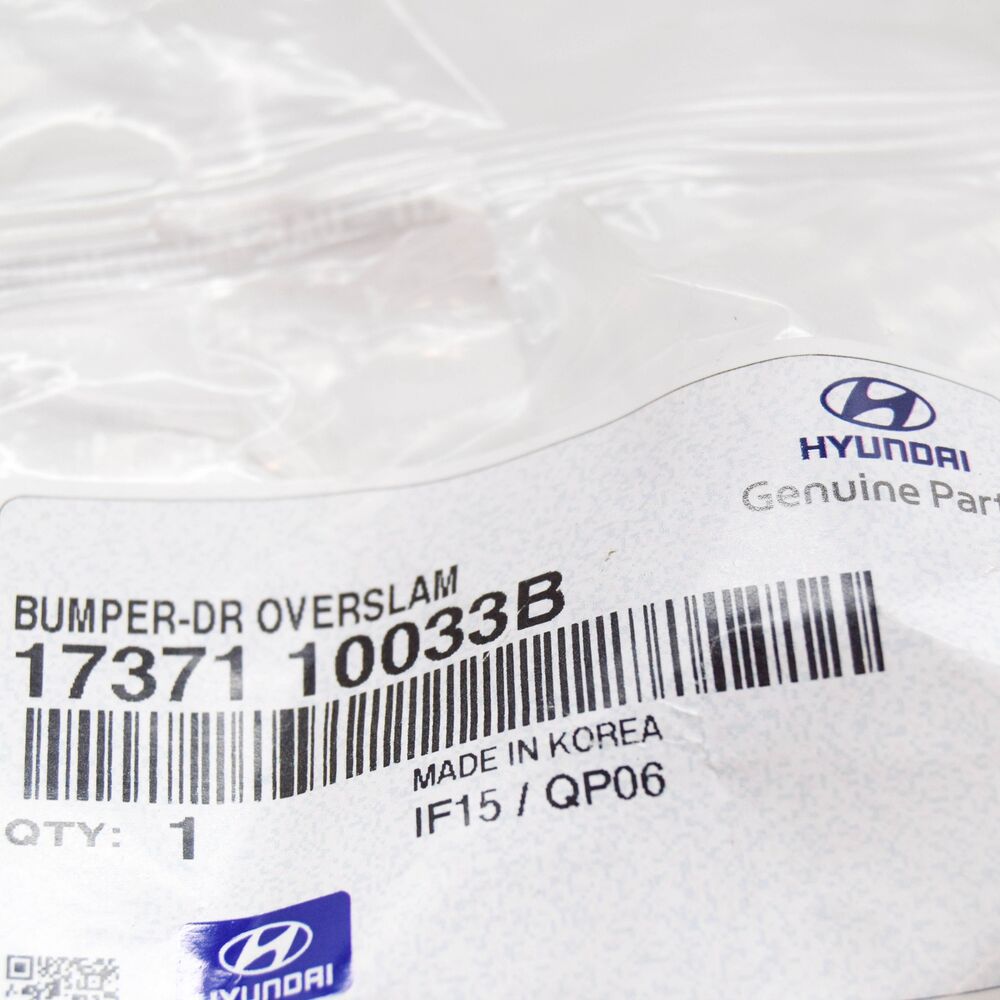 HYUNDAI
Genuine Part
BUMPER-DR OVERSLAM
17371 10033B
MADE IN KOREA
IF15 / QP06
QTY: 1
HYUNDAI